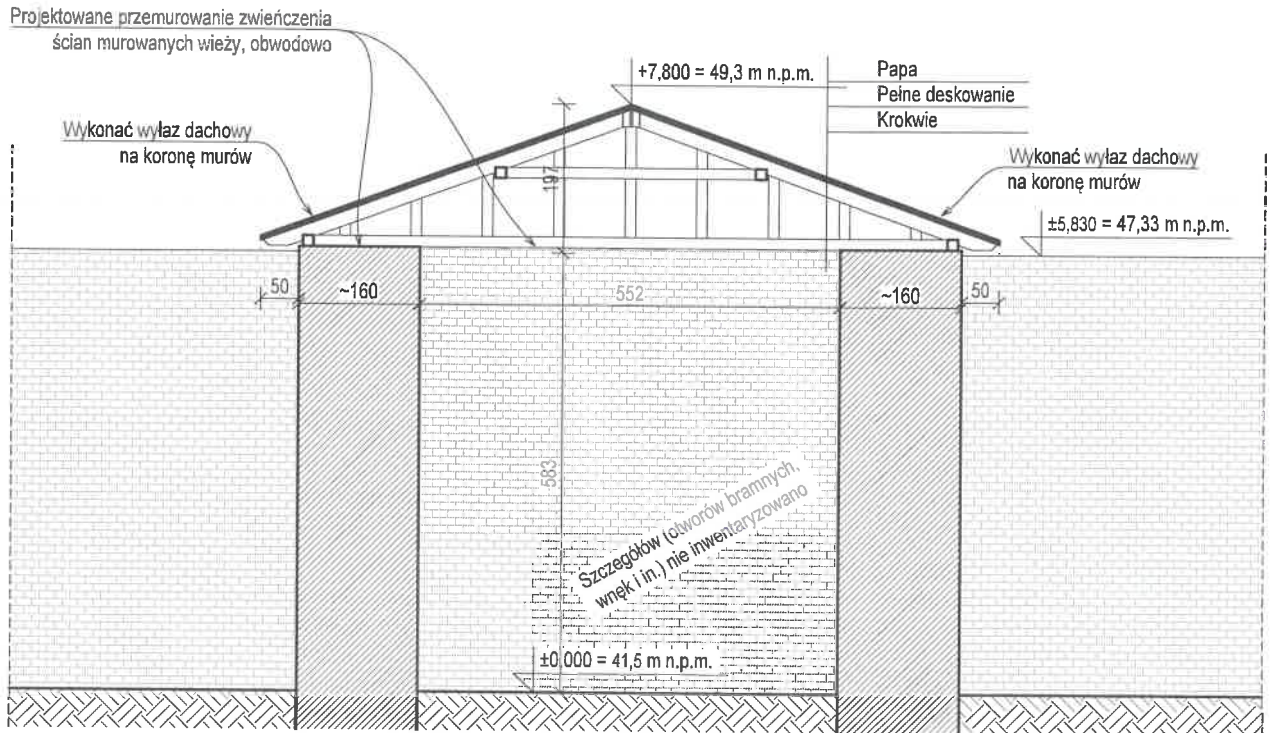 Projektowane przemurowanie zwieńczenia
ścian murowanych wieży, obwodowo
+7,800 = 49,3 m n.p.m.
Papa
Pełne deskowanie
Krokwie
Wykonać wyłaz dachowy
na koronę murów
Wykonać wyłaz dachowy
na koronę murów
197
±5,830 = 47,33 m n.p.m.
50
~160
552
~160
50
583
Szczegółów (otworów bramnych,
wnęk i in.) nie inwentaryzowano
±0,000 = 41,5 m n.p.m.